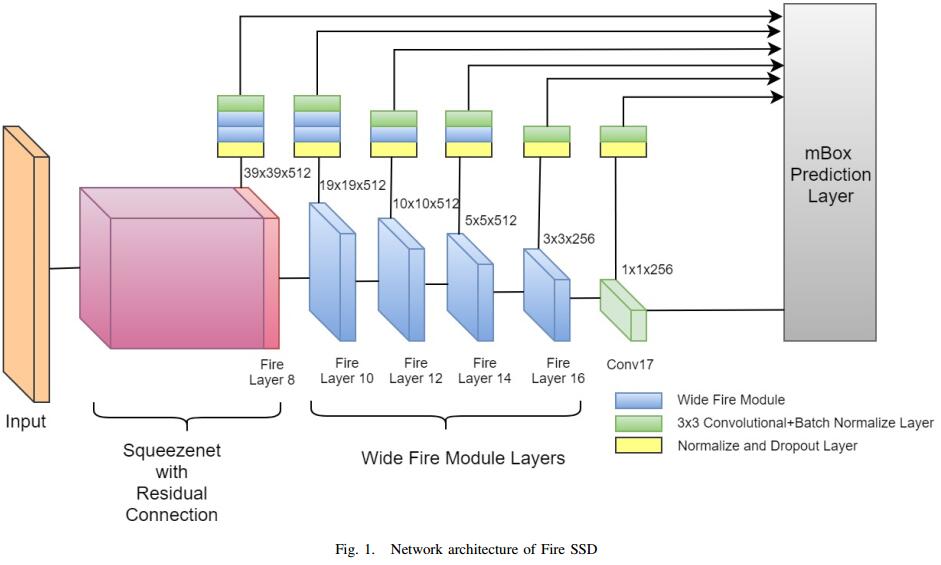 mBox
Prediction
Layer
39x39x512
19x19x512
10x10x512
5x5x512
3x3x256
1x1x256
Fire
Layer 8
Fire
Layer 10
Fire
Layer 12
Fire
Layer 14
Fire
Layer 16
Conv17
Input
Squeezenet
with
Residual
Connection
Wide Fire Module Layers
Wide Fire Module
3x3 Convolutional+Batch Normalize Layer
Normalize and Dropout Layer
Fig. 1. Network architecture of Fire SSD